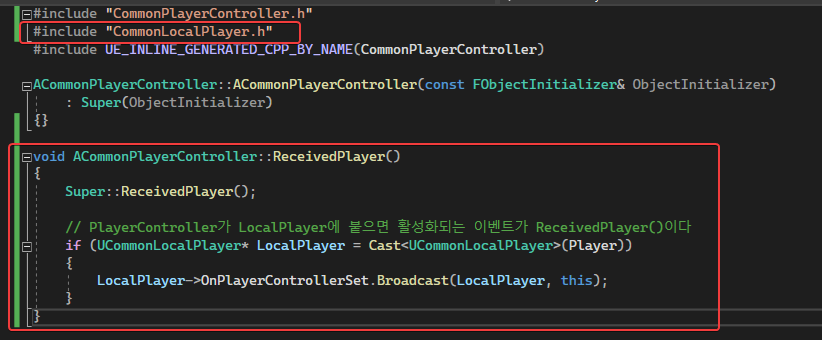 #include "CommonPlayerController.h"
#include "CommonLocalPlayer.h"
#include UE_INLINE_GENERATED_CPP_BY_NAME(CommonPlayerController)
ACommonPlayerController::ACommonPlayerController(const FObjectInitializer& ObjectInitializer)
: Super(ObjectInitializer)
{}
void ACommonPlayerController::ReceivedPlayer()
{
Super::ReceivedPlayer();
// PlayerController가 LocalPlayer에 붙으면 활성화되는 이벤트가 ReceivedPlayer()이다
if (UCommonLocalPlayer* LocalPlayer = Cast<UCommonLocalPlayer>(Player))
{
LocalPlayer->OnPlayerControllerSet.Broadcast(LocalPlayer, this);
}
}